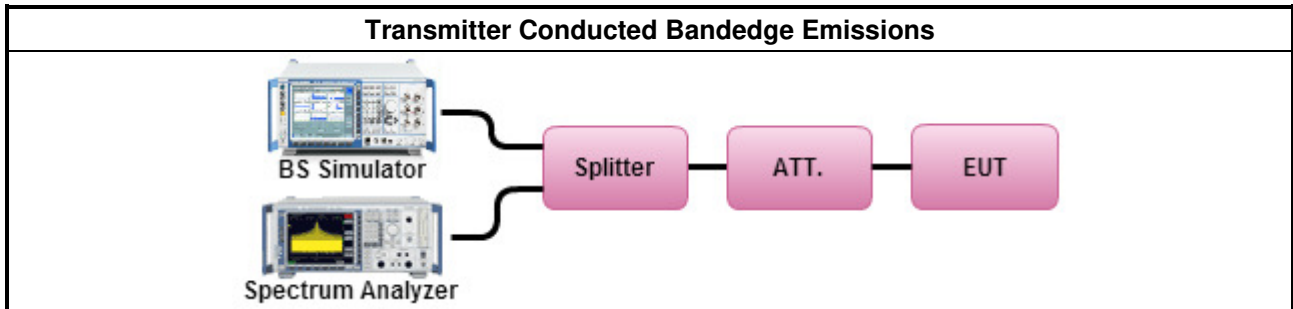 Transmitter Conducted Bandedge Emissions
BS Simulator
Splitter
ATT.
EUT
Spectrum Analyzer